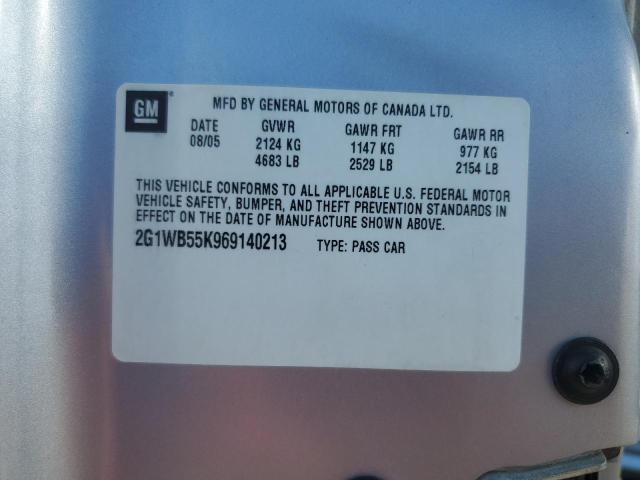 GM ® MFD BY GENERAL MOTORS OF CANADA LTD.
DATE GVWR GAWR FRT GAWR RR
08/05 2124 KG 1147 KG 977 KG
4683 LB 2529 LB 2154 LB
THIS VEHICLE CONFORMS TO ALL APPLICABLE U.S. FEDERAL MOTOR
VEHICLE SAFETY, BUMPER, AND THEFT PREVENTION STANDARDS IN
EFFECT ON THE DATE OF MANUFACTURE SHOWN ABOVE.
2G1WB55K969140213 TYPE: PASS CAR